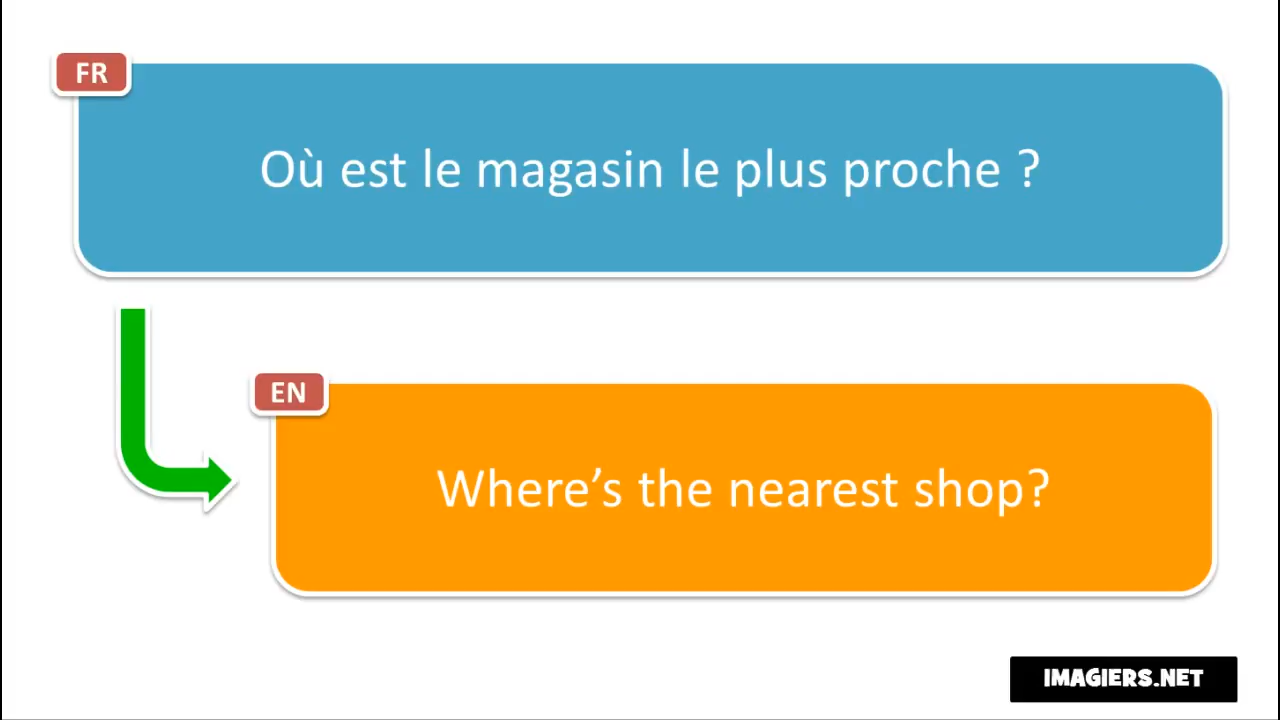 FR
Où est le magasin le plus proche ?
EN
Where’s the nearest shop?
IMAGIERS.NET